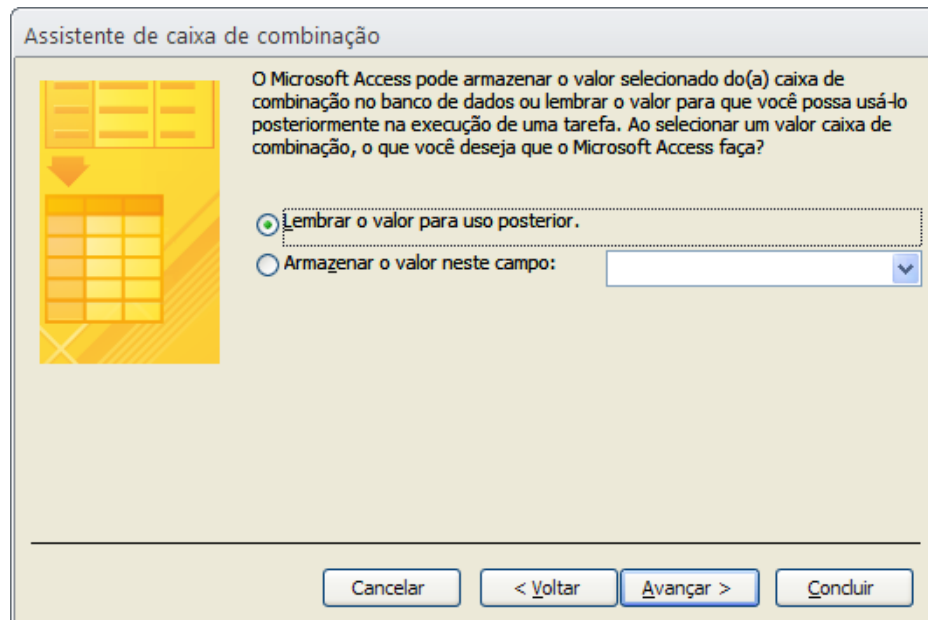 Assistente de caixa de combinação
O Microsoft Access pode armazenar o valor selecionado do(a) caixa de
combinação no banco de dados ou lembrar o valor para que você possa usá-lo
posteriormente na execução de uma tarefa. Ao selecionar um valor caixa de
combinação, o que você deseja que o Microsoft Access faça?
Lembrar o valor para uso posterior.
Armazenar o valor neste campo:
Cancelar
< Voltar
Avançar >
Concluir